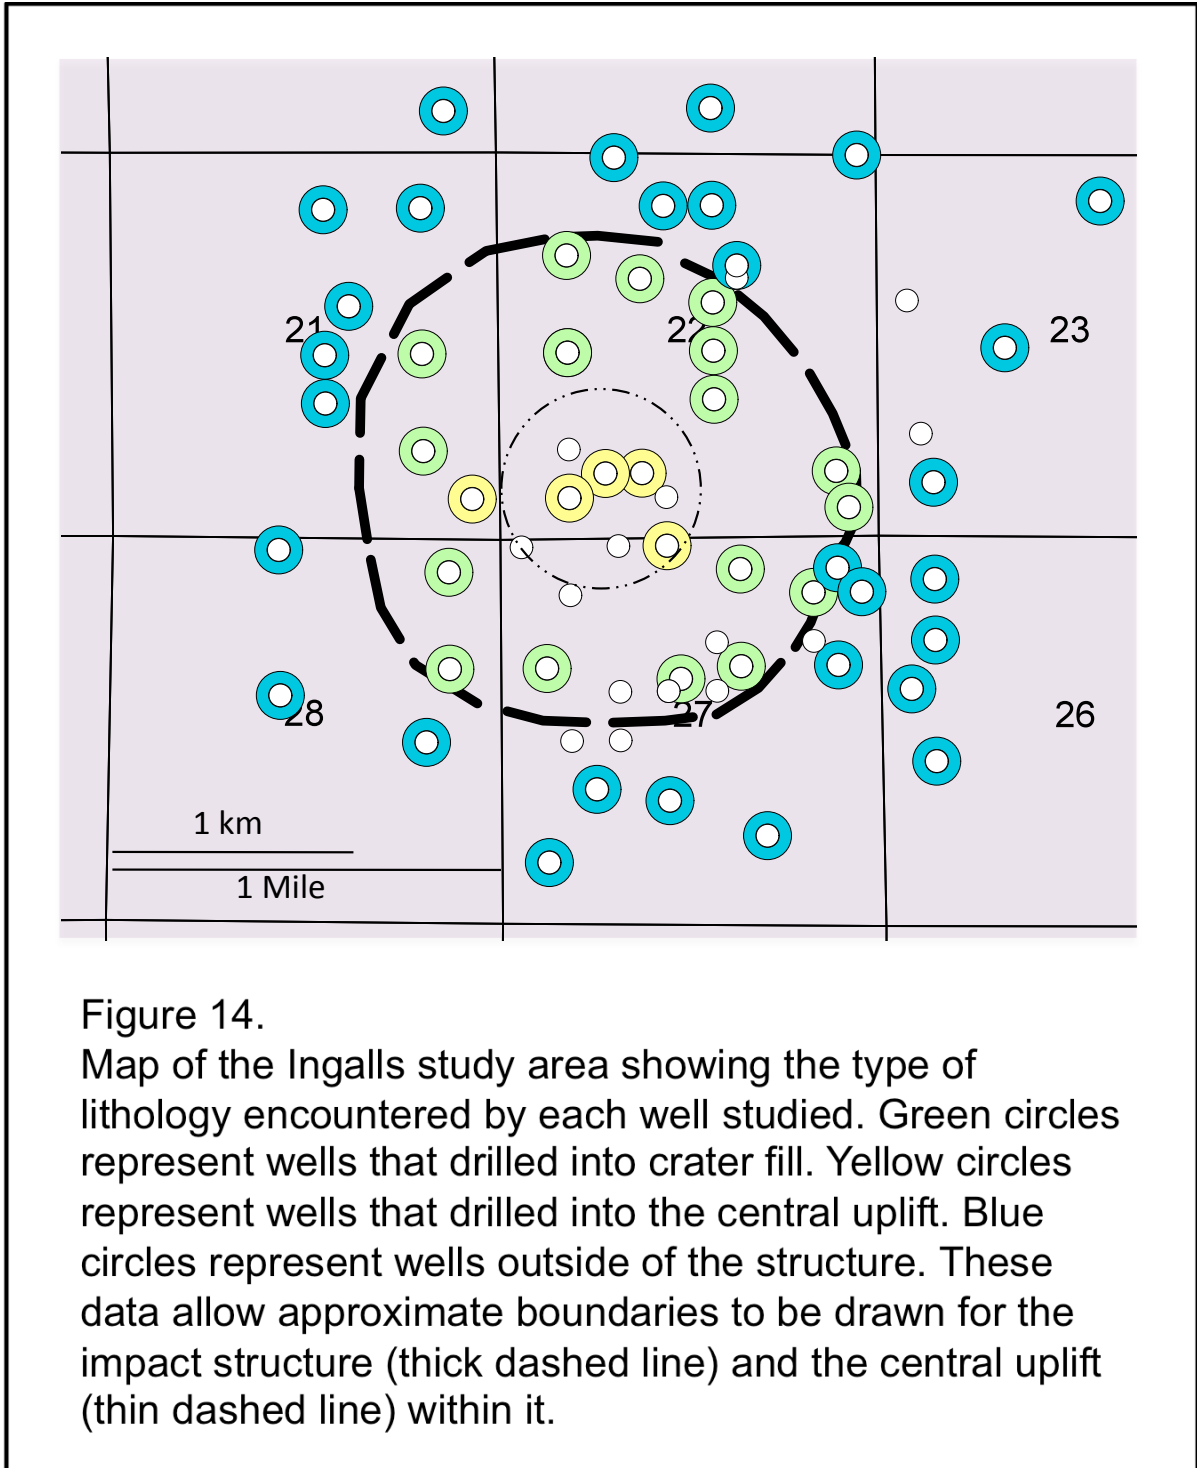 21
22
23
28
27
26
1 km
1 Mile
Figure 14.
Map of the Ingalls study area showing the type of
lithology encountered by each well studied. Green circles
represent wells that drilled into crater fill. Yellow circles
represent wells that drilled into the central uplift. Blue
circles represent wells outside of the structure. These
data allow approximate boundaries to be drawn for the
impact structure (thick dashed line) and the central uplift
(thin dashed line) within it.